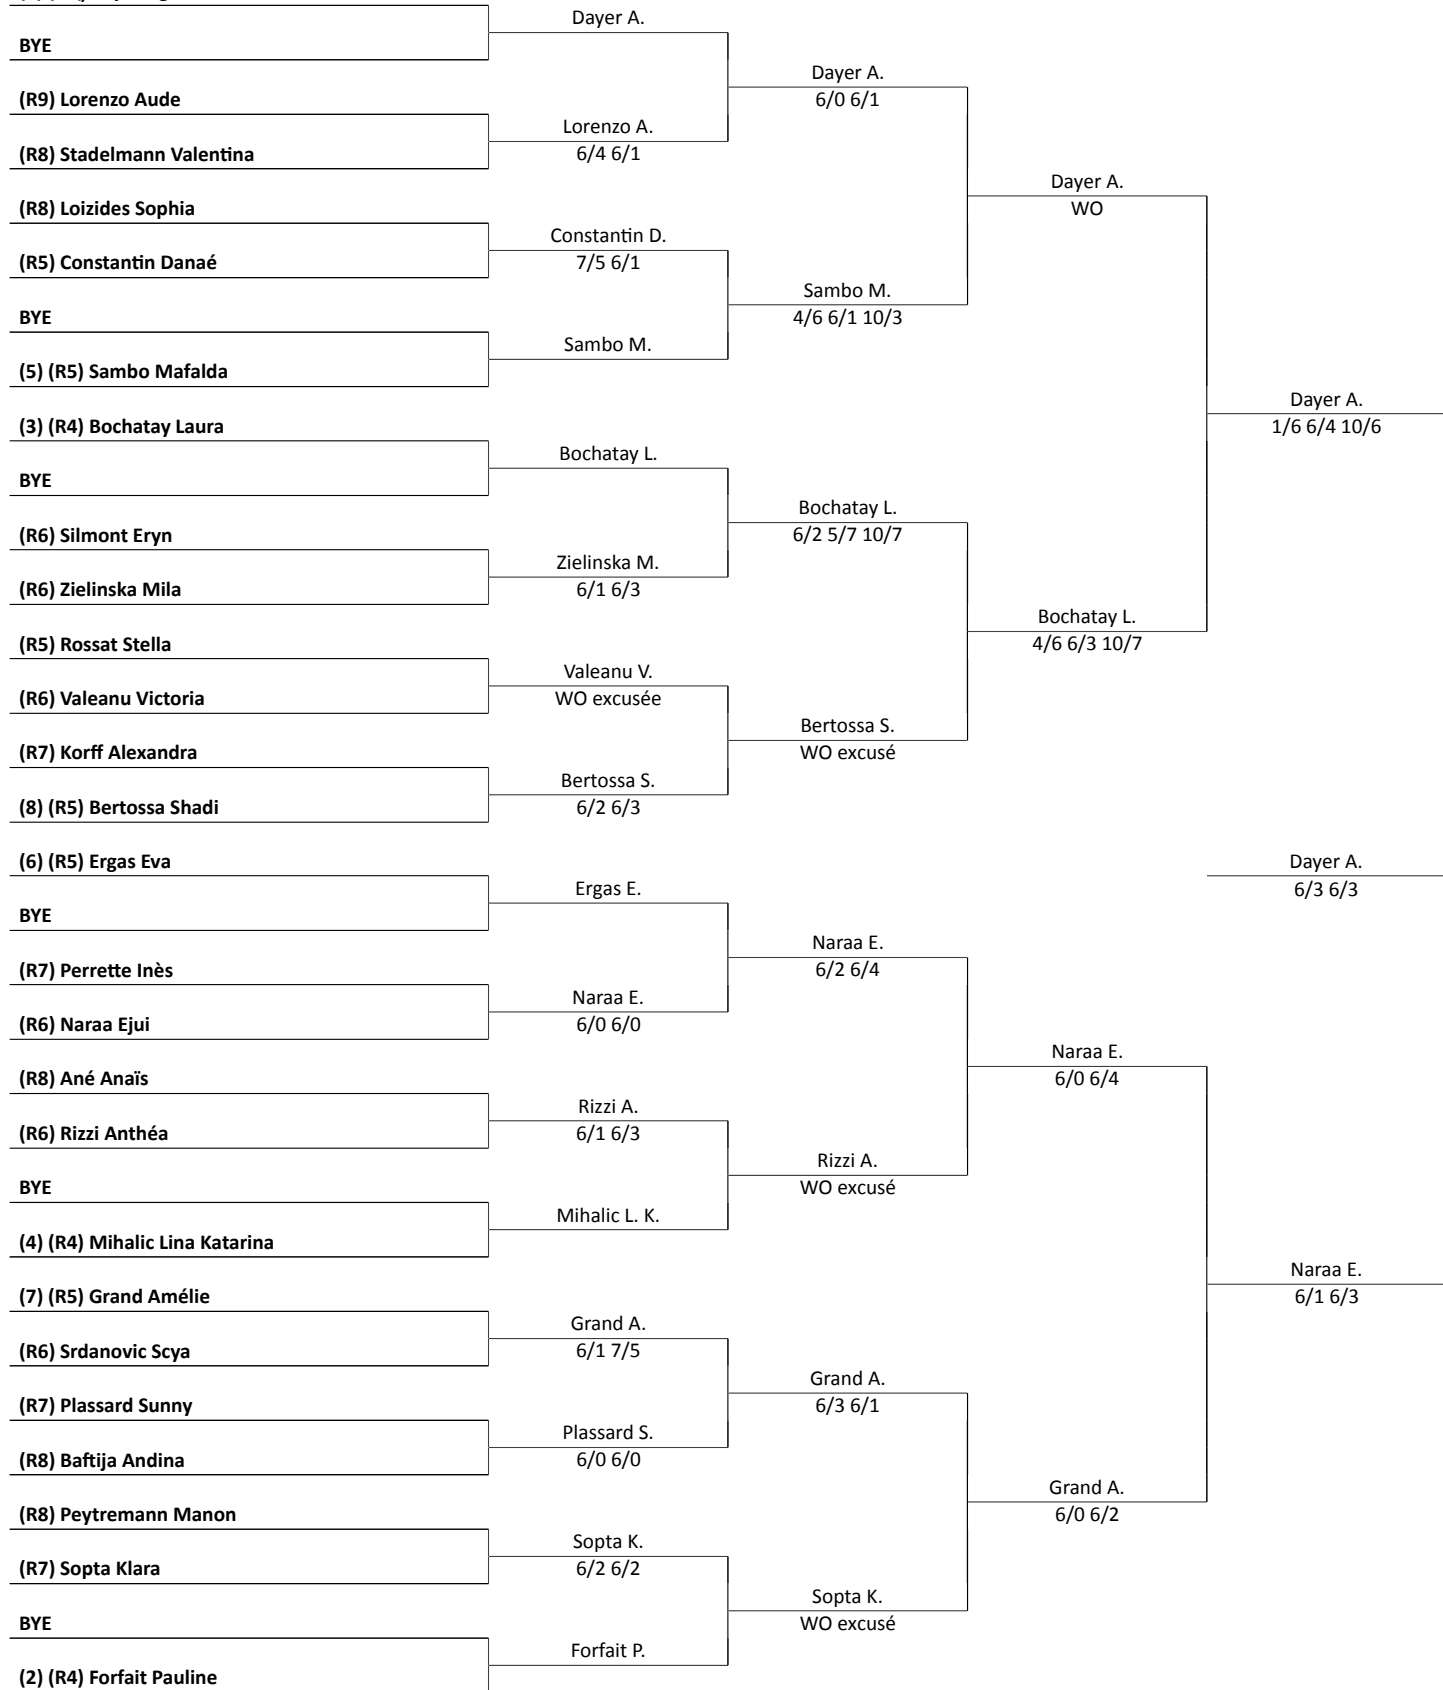 BYE
(R9) Lorenzo Aude
(R8) Stadelmann Valentina
(R8) Loizides Sophia
(R5) Constantin Danaé
BYE
(5) (R5) Sambo Mafalda
(3) (R4) Bochatay Laura
BYE
(R6) Silmont Eryn
(R6) Zielinska Mila
(R5) Rossat Stella
(R6) Valeanu Victoria
(R7) Korff Alexandra
(8) (R5) Bertossa Shadi
(6) (R5) Ergas Eva
BYE
(R7) Perrette Inès
(R6) Naraa Ejui
(R8) Ané Anaïs
(R6) Rizzi Anthéa
BYE
(4) (R4) Mihalic Lina Katarina
(7) (R5) Grand Amélie
(R6) Srdanovic Scya
(R7) Plassard Sunny
(R8) Baftija Andina
(R8) Peytremann Manon
(R7) Sopta Klara
BYE
(2) (R4) Forfait Pauline
Dayer A.
Lorenzo A.
6/4 6/1
Constantin D.
7/5 6/1
Sambo M.
Bochatay L.
Zielinska M.
6/1 6/3
Valeanu V.
WO excusée
Bertossa S.
6/2 6/3
Ergas E.
Naraa E.
6/0 6/0
Rizzi A.
6/1 6/3
Mihalic L. K.
Grand A.
6/1 7/5
Plassard S.
6/0 6/0
Sopta K.
6/2 6/2
Forfait P.
Dayer A.
6/0 6/1
Sambo M.
4/6 6/1 10/3
Bochatay L.
6/2 5/7 10/7
Bertossa S.
WO excusé
Naraa E.
6/2 6/4
Rizzi A.
WO excusé
Grand A.
6/3 6/1
Sopta K.
WO excusé
Dayer A.
WO
Bochatay L.
4/6 6/3 10/7
Naraa E.
6/0 6/4
Grand A.
6/0 6/2
Dayer A.
1/6 6/4 10/6
Dayer A.
6/3 6/3
Naraa E.
6/1 6/3